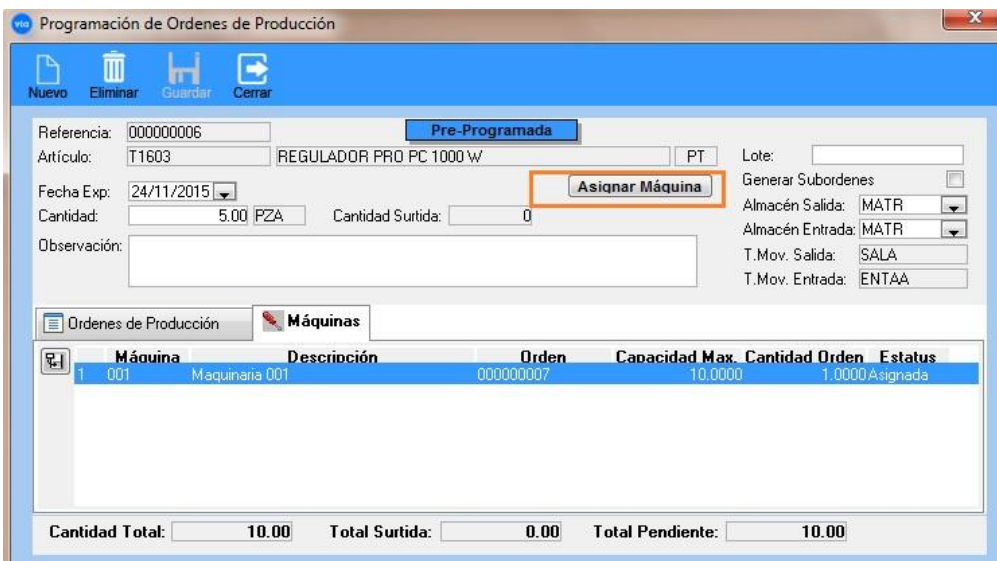 via Programación de Ordenes de Producción X
Nuevo Eliminar Guardar Cerrar
Referencia: 000000006 Pre-Programada
Artículo: T1603 REGULADOR PRO PC 1000 W PT Lote:
Fecha Exp: 24/11/2015 Asignar Máquina Generar Subordenes
Cantidad: 5.00 PZA Cantidad Surtida: 0 Almacén Salida: MATR
Observación: Almacén Entrada: MATR
T.Mov. Salida: SALA
T.Mov. Entrada: ENTAA
Ordenes de Producción Máquinas
Máquina Descripción Orden Capacidad Max. Cantidad Orden Estatus
1 001 Maquinaria 001 000000007 10.0000 1.0000 Asignada
Cantidad Total: 10.00 Total Surtida: 0.00 Total Pendiente: 10.00